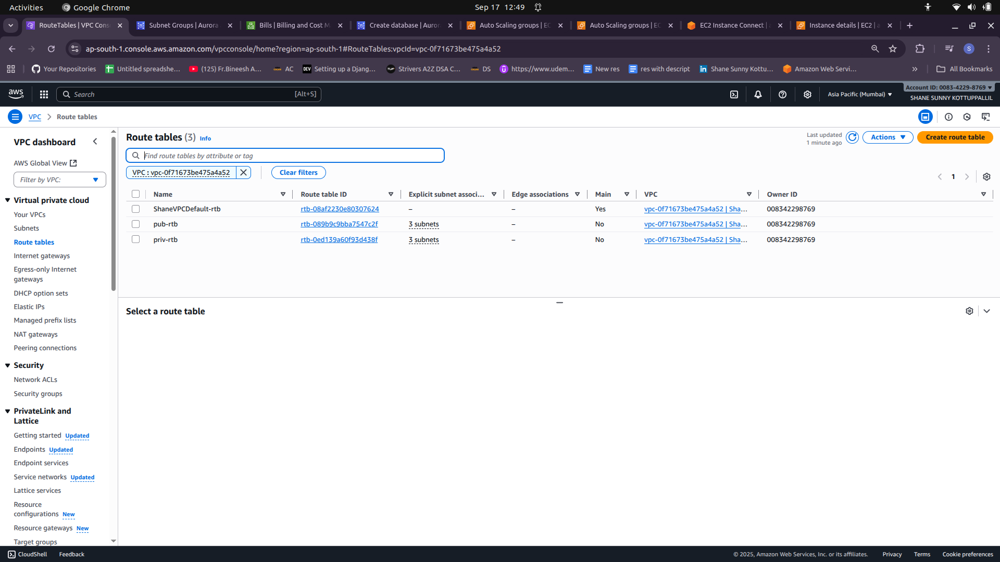 Activities
Google Chrome
Sep 17 12:49
RouteTables | VPC Cons
Subnet Groups | Aurora
Bills | Billing and Cost M
Create database | Auror
Auto Scaling groups | EC
Auto Scaling groups | EC
EC2 Instance Connect |
Instance details | EC2 | a
ap-south-1.console.aws.amazon.com/vpcconsole/home?region=ap-south-1#RouteTables:vpcId=vpc-0f71673be475a4a52
S
Your Repositories
Untitled spreadshe...
(125) Fr.Bineesh A...
AC
DEV
Setting up a Djang...
TUF
Strivers A2Z DSA C...
DS
https://www.udem...
New res
res with descript
Shane Sunny Kottu...
Amazon Web Servi...
All Bookmarks
aws
Search
[Alt+S]
Asia Pacific (Mumbai)
Account ID: 0083-4229-8769
SHANE SUNNY KOTTUPPALLIL
VPC
Route tables
VPC dashboard
AWS Global View
Filter by VPC:
Virtual private cloud
Your VPCs
Subnets
Route tables
Internet gateways
Egress-only Internet
gateways
DHCP option sets
Elastic IPs
Managed prefix lists
NAT gateways
Peering connections
Security
Network ACLs
Security groups
PrivateLink and
Lattice
Getting started Updated
Endpoints Updated
Endpoint services
Service networks Updated
Lattice services
Resource
configurations New
Resource gateways New
Target groups
Route tables (3) Info
Last updated
1 minute ago
Actions
Create route table
Find route tables by attribute or tag
VPC : vpc-0f71673be475a4a52
Clear filters
1
Name Route table ID Explicit subnet associ... Edge associations Main VPC Owner ID
ShaneVPCDefault-rtb rtb-08af2230e80307624 – – Yes vpc-0f71673be475a4a52 | Sha... 008342298769
pub-rtb rtb-089b9c9bba7547c2f 3 subnets – No vpc-0f71673be475a4a52 | Sha... 008342298769
priv-rtb rtb-0ed139a60f93d438f 3 subnets – No vpc-0f71673be475a4a52 | Sha... 008342298769
Select a route table
CloudShell
Feedback
© 2025, Amazon Web Services, Inc. or its affiliates.
Privacy
Terms
Cookie preferences